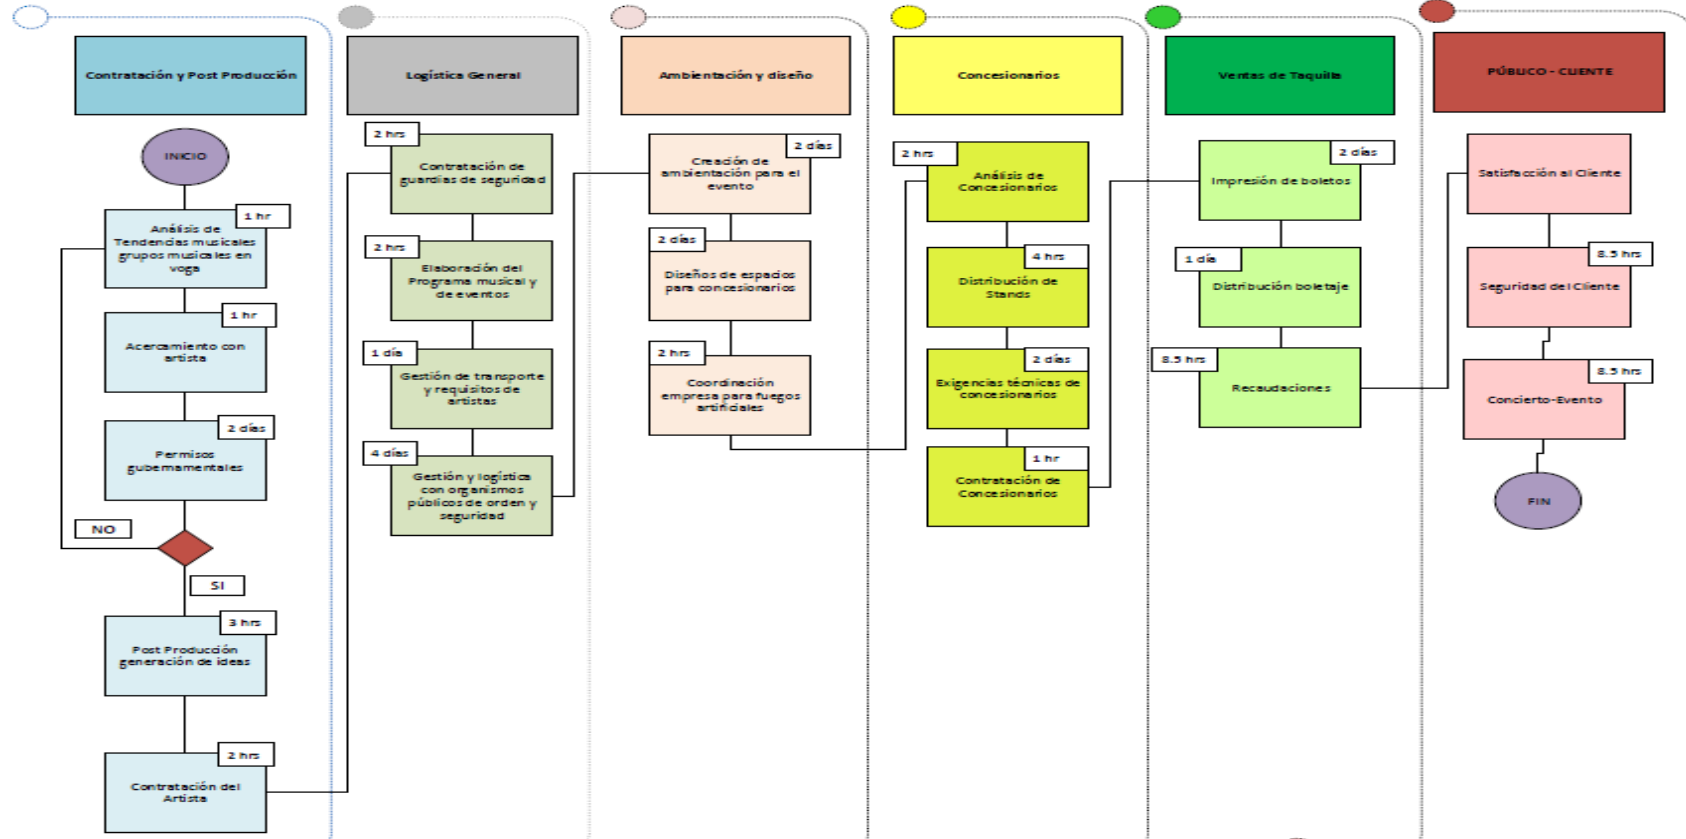 Contratación y Post Producción
INICIO
1 hr
Análisis de
Tendencias musicales
grupos musicales en
voga
1 hr
Acercamiento con
artista
2 días
Permisos
gubernamentales
NO
SI
3 hrs
Post Producción
generación de ideas
2 hrs
Contratación del
Artista
Logística General
2 hrs
Contratación de
guardias de seguridad
2 hrs
Elaboración del
Programa musical y
de eventos
1 día
Gestión de transporte
y requisitos de
artistas
4 días
Gestión y logística
con organismos
públicos de orden y
seguridad
Ambientación y diseño
2 días
Creación de
ambientación para el
evento
2 días
Diseños de espacios
para concesionarios
2 hrs
Coordinación
empresa para fuegos
artificiales
Concesionarios
2 hrs
Análisis de
Concesionarios
4 hrs
Distribución de
Stands
2 días
Exigencias técnicas de
concesionarios
1 hr
Contratación de
Concesionarios
Ventas de Taquilla
2 días
Impresión de boletos
1 día
Distribución boletaje
8.5 hrs
Recaudaciones
PÚBLICO - CLIENTE
Satisfacción al Cliente
8.5 hrs
Seguridad del Cliente
8.5 hrs
Concierto-Evento
FIN